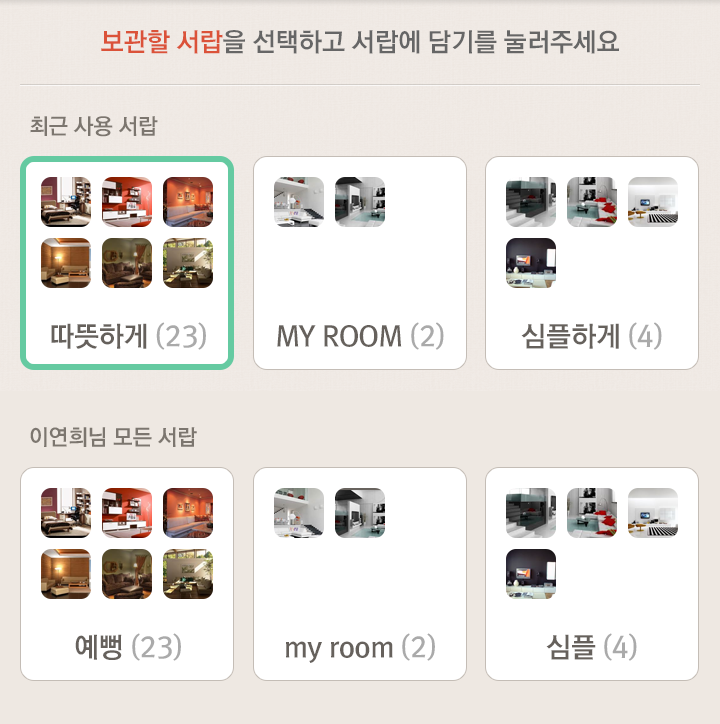 보관할 서랍을 선택하고 서랍에 담기를 눌러주세요
최근 사용 서랍
따뜻하게 (23)
MY ROOM (2)
심플하게 (4)
이연희님 모든 서랍
예뻥 (23)
my room (2)
심플 (4)